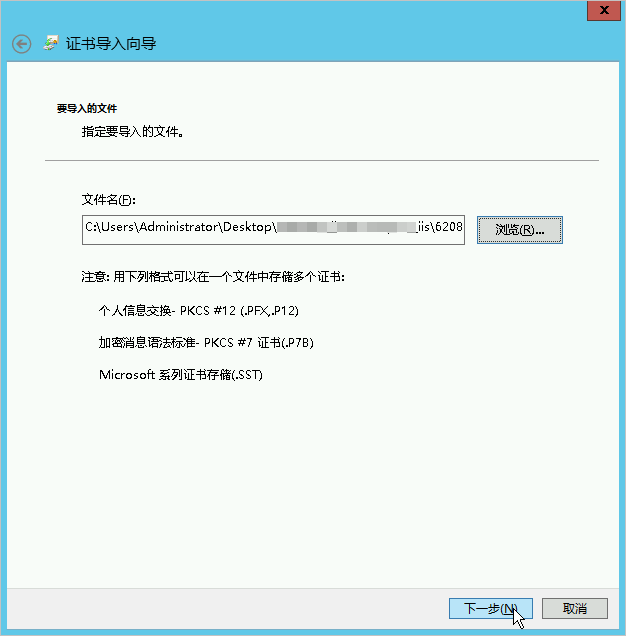 证书导入向导
要导入的文件
指定要导入的文件。
文件名(F):
C:\Users\Administrator\Desktop\ _iis\6208
浏览(R)...
注意: 用下列格式可以在一个文件中存储多个证书:
个人信息交换- PKCS #12 (.PFX,.P12)
加密消息语法标准- PKCS #7 证书(.P7B)
Microsoft 系列证书存储(.SST)
下一步(N)
取消